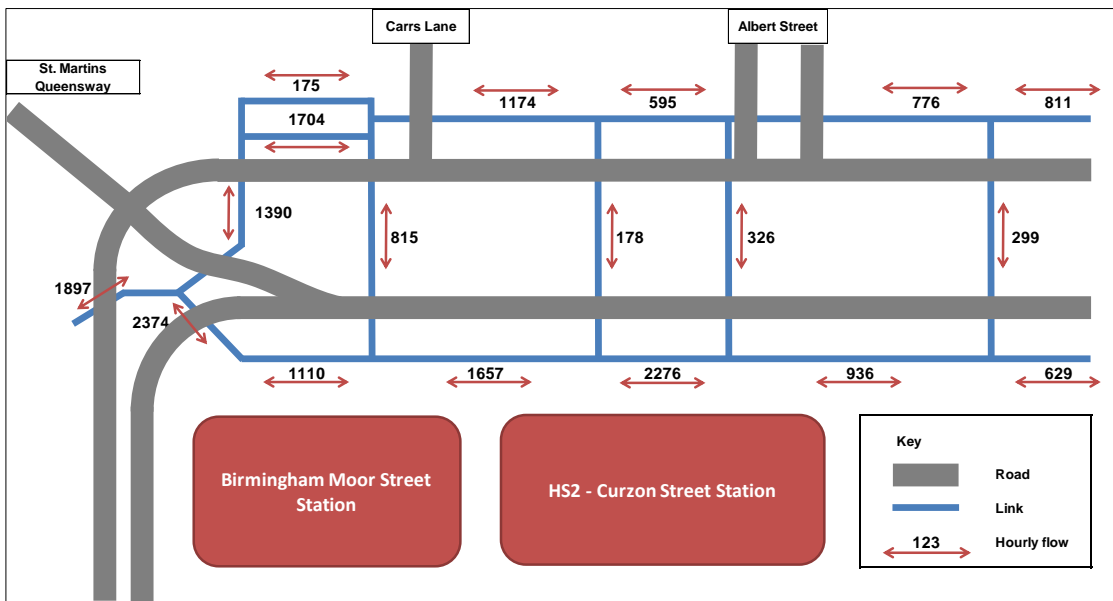 Carrs Lane
Albert Street
St. Martins
Queensway
175
1174
595
776
811
1704
1390
815
178
326
299
1897
2374
1110
1657
2276
936
629
Birmingham Moor Street
Station
HS2 - Curzon Street Station
Key
Road
Link
123
Hourly flow